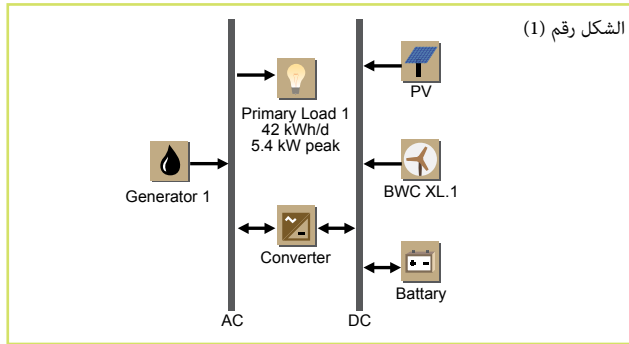 الشكل رقم (1)
Primary Load 1
42 kWh/d
5.4 kW peak
PV
Generator 1
BWC XL.1
Converter
Battary
AC
DC